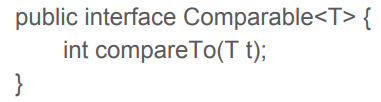 public interface Comparable<T> {
int compareTo(T t);
}